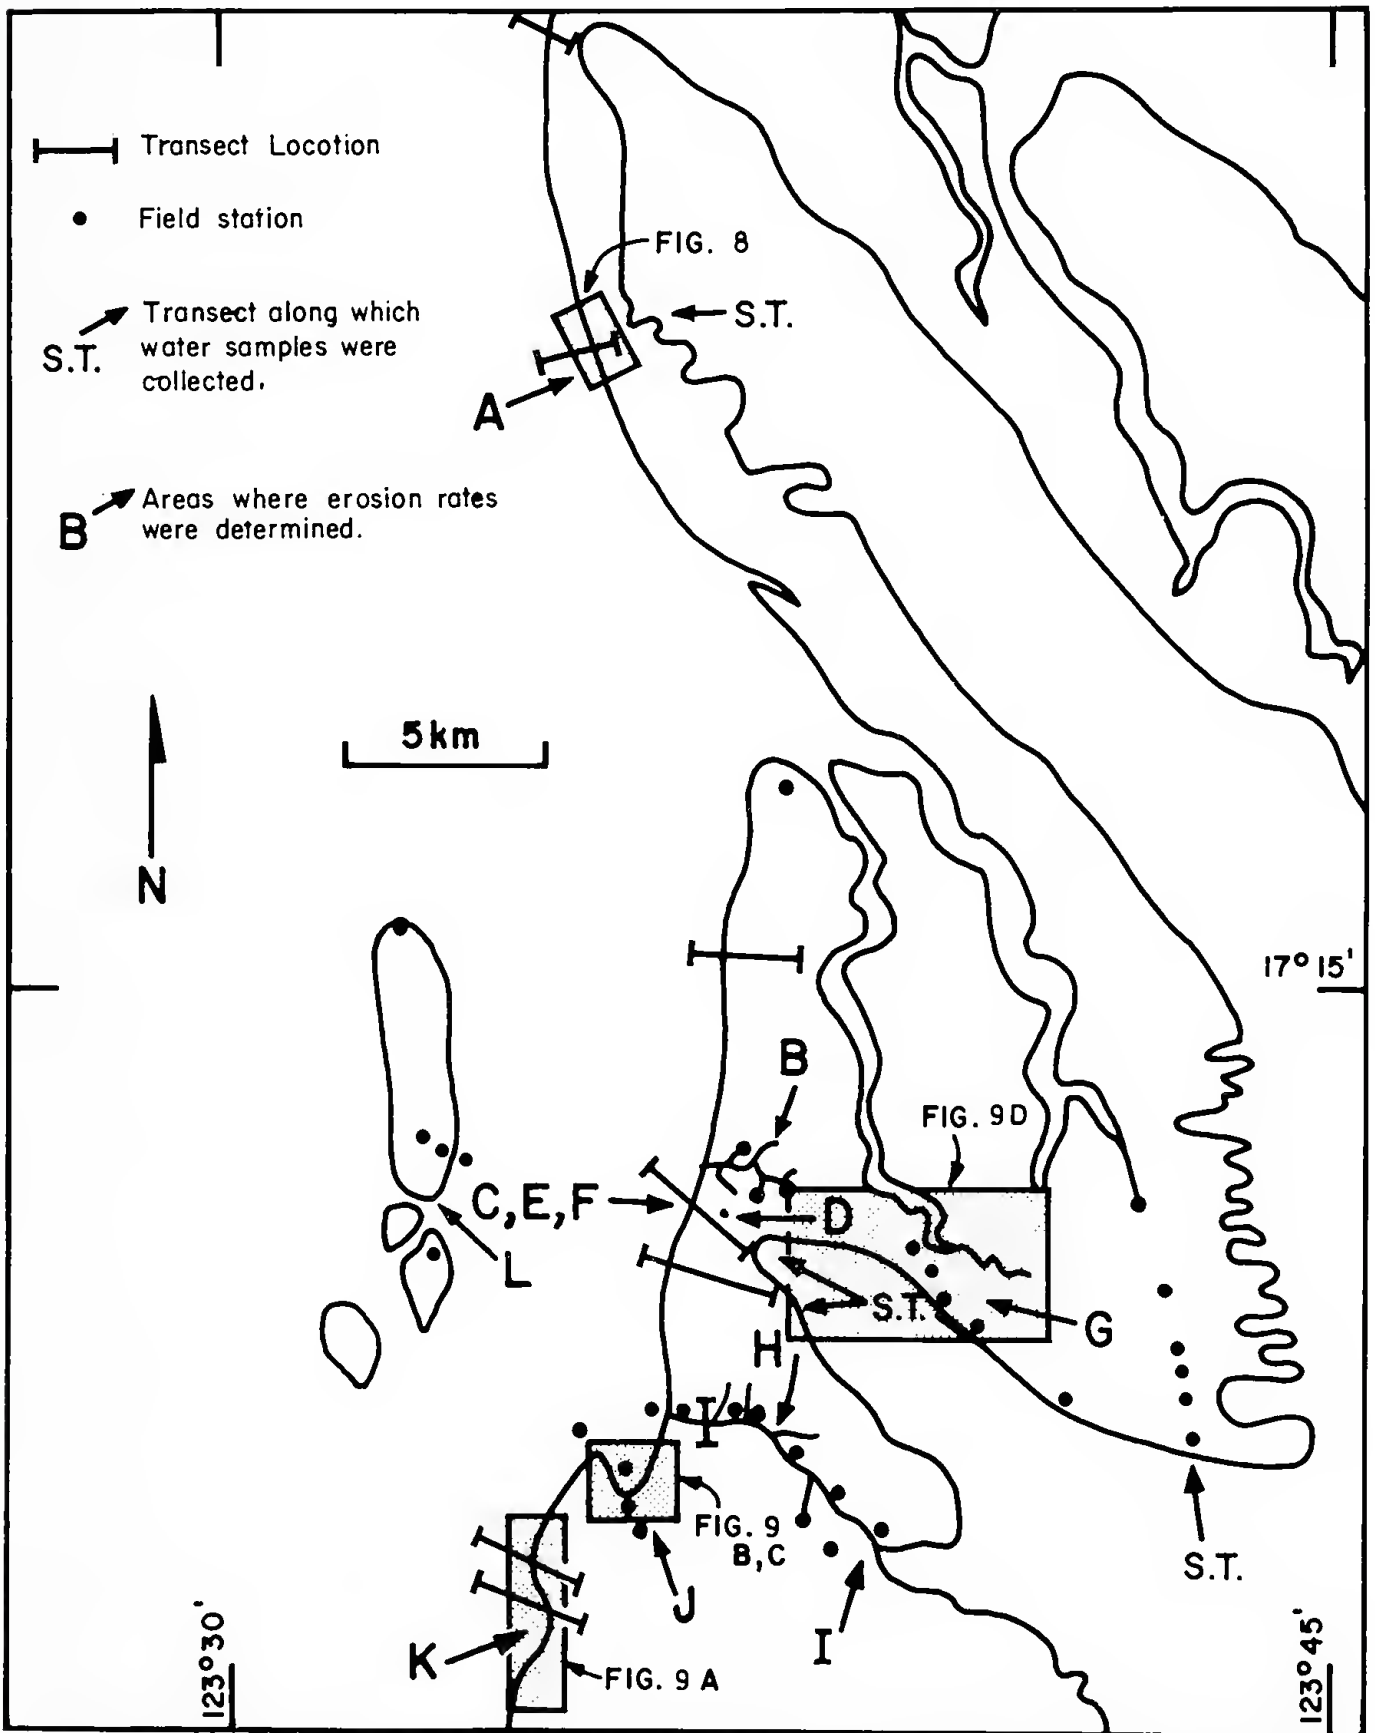 Transect Locotion
Field station
FIG. 8
S.T.
Transect along which
water samples were
collected.
S.T.
A
Areas where erosion rates
were determined.
B
5km
N
17° 15'
B
FIG. 9D
C,E,F
D
L
S.T.
G
H
I
FIG. 9
B,C
J
S.T.
I
K
FIG. 9A
123° 30'
123° 45'